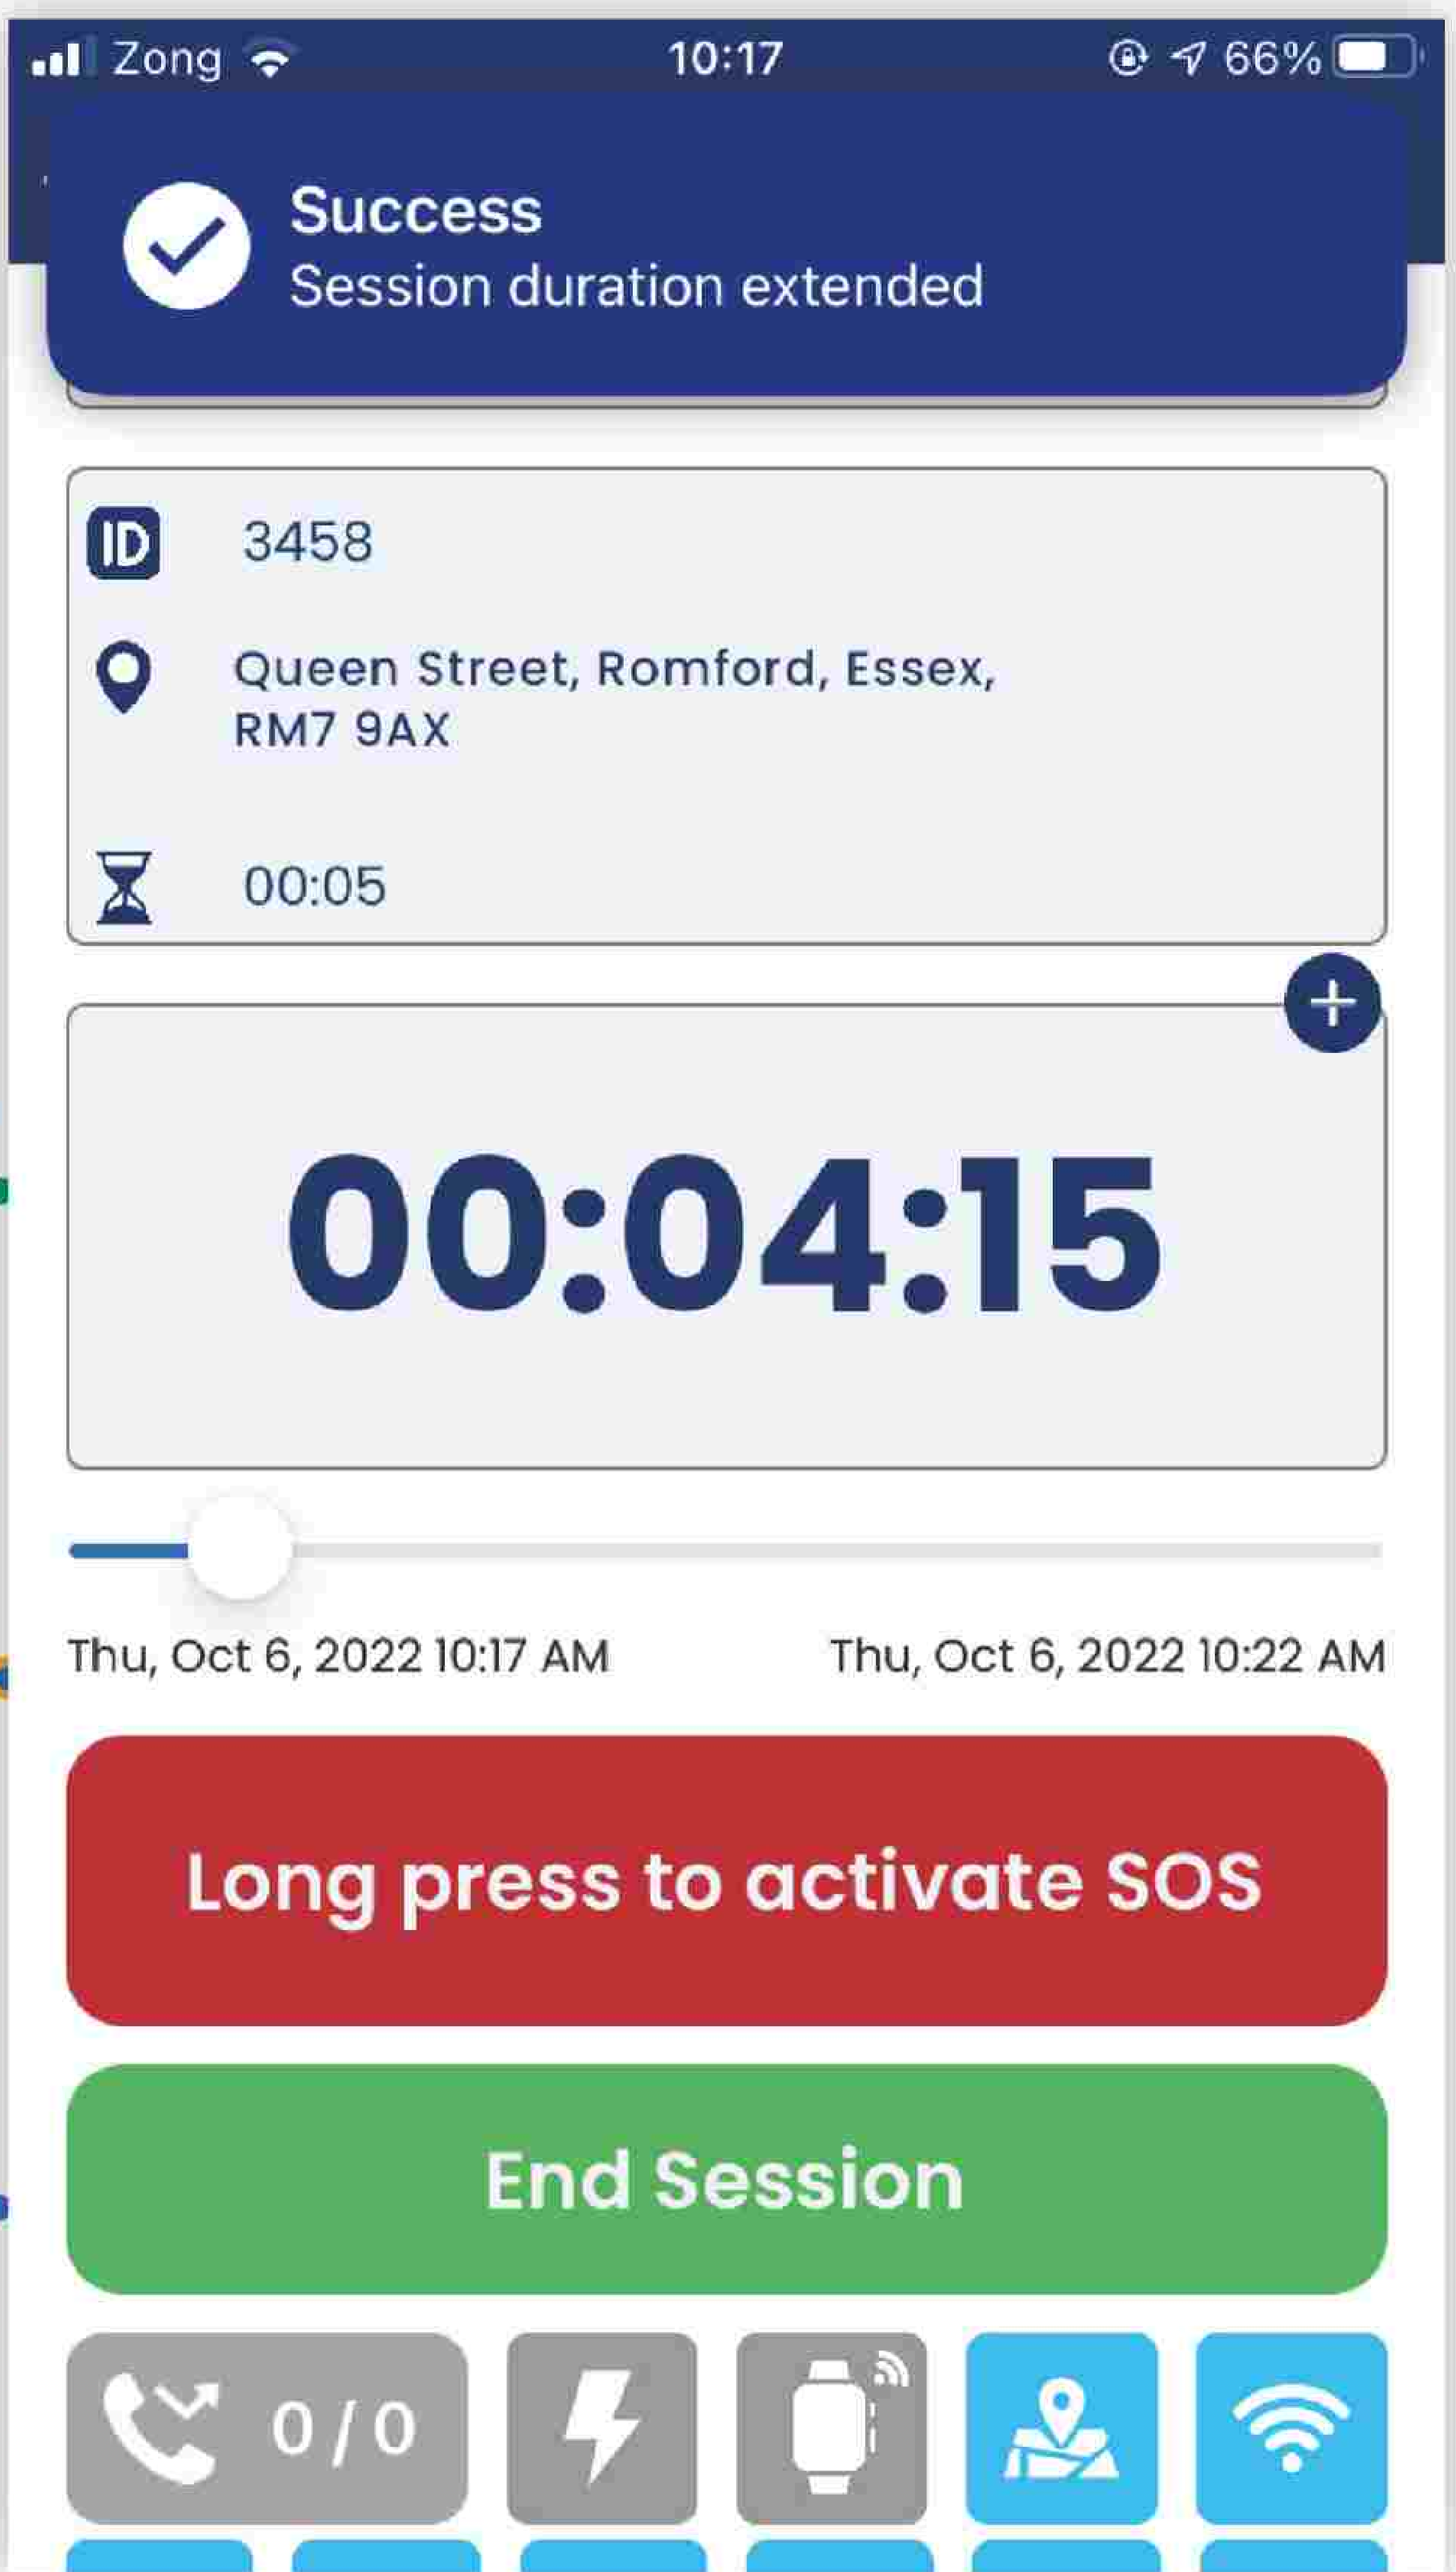 Zong 10:17 66%
Success
Session duration extended
ID 3458
Queen Street, Romford, Essex,
RM7 9AX
00:05
+
00:04:15
Thu, Oct 6, 2022 10:17 AM Thu, Oct 6, 2022 10:22 AM
Long press to activate SOS
End Session
0 / 0